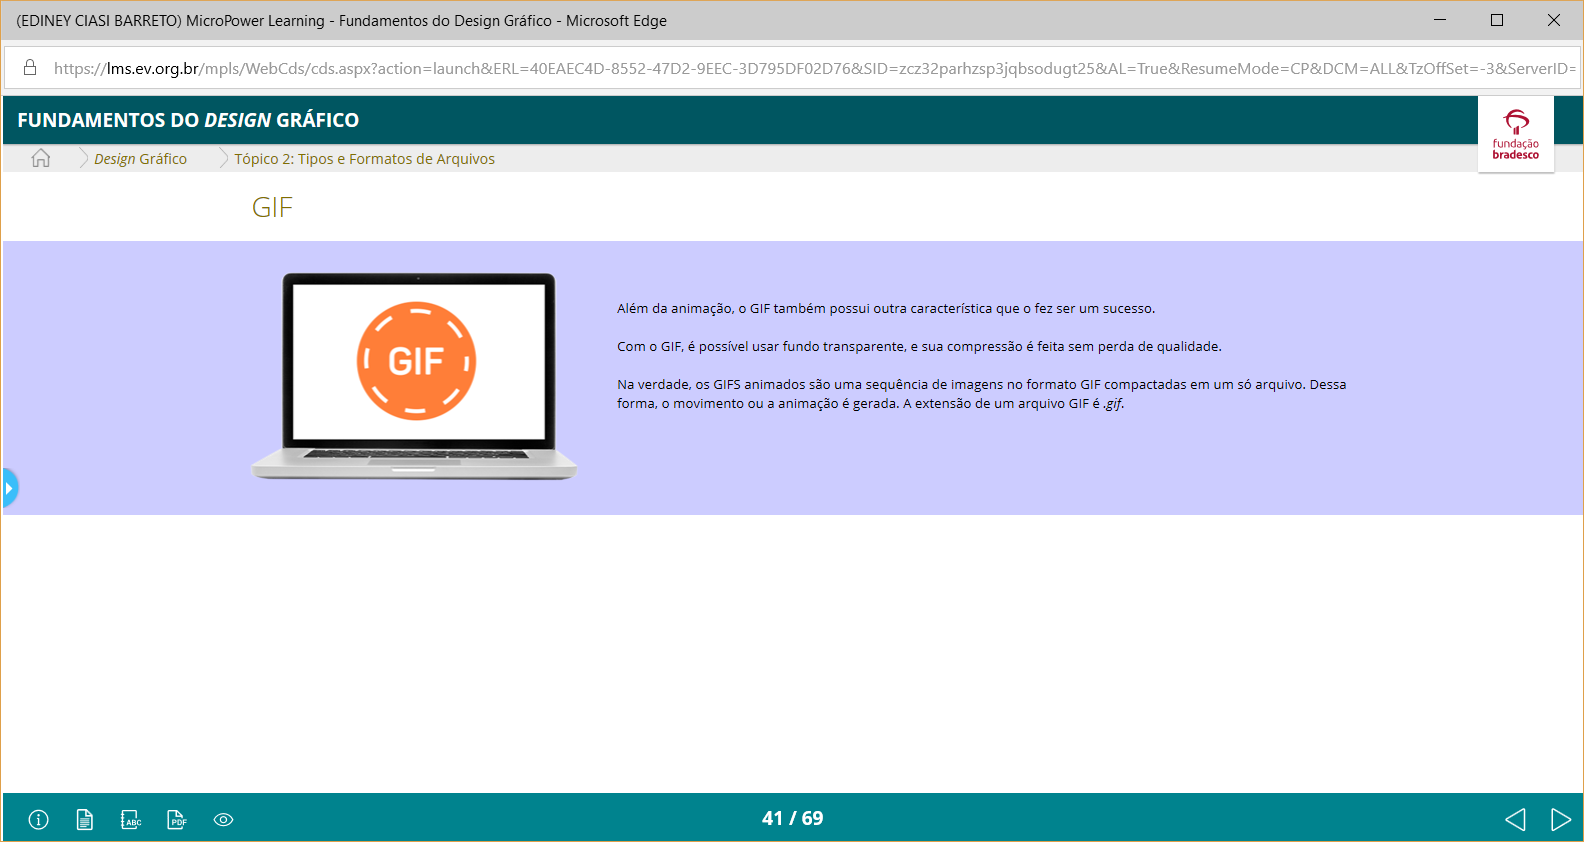 (EDINEY CIASI BARRETO) MicroPower Learning - Fundamentos do Design Gráfico - Microsoft Edge
https://lms.ev.org.br/mpls/WebCds/cds.aspx?action=launch&ERL=40EAEC4D-8552-47D2-9EEC-3D795DF02D76&SID=zcz32parhzsp3jqbsodugt25&AL=True&ResumeMode=CP&DCM=ALL&TzOffSet=-3&ServerID=
FUNDAMENTOS DO DESIGN GRÁFICO
fundação
bradesco
Design Gráfico
Tópico 2: Tipos e Formatos de Arquivos
GIF
GIF
Além da animação, o GIF também possui outra característica que o fez ser um sucesso.
Com o GIF, é possível usar fundo transparente, e sua compressão é feita sem perda de qualidade.
Na verdade, os GIFS animados são uma sequência de imagens no formato GIF compactadas em um só arquivo. Dessa
forma, o movimento ou a animação é gerada. A extensão de um arquivo GIF é .gif.
ABC
PDF
41 / 69